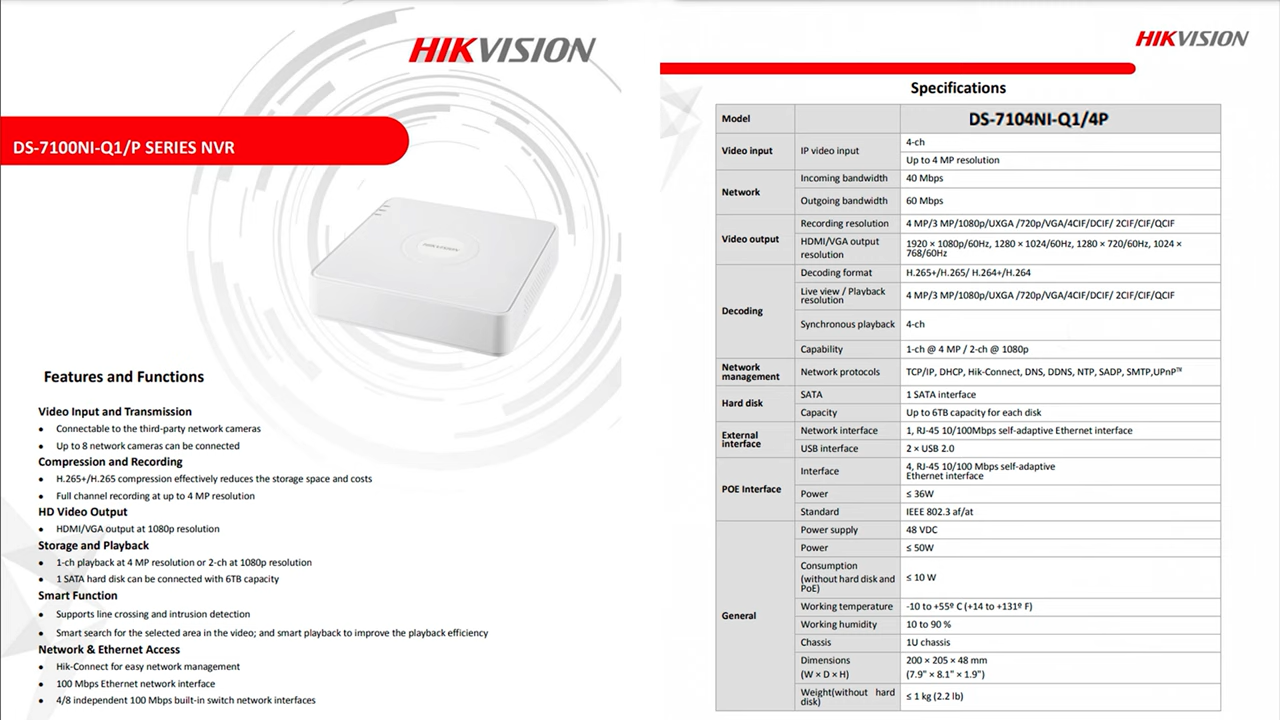 HIKVISION
DS-7100NI-Q1/P SERIES NVR
HIKVISION
Features and Functions
Video Input and Transmission
• Connectable to the third-party network cameras
• Up to 8 network cameras can be connected
Compression and Recording
• H.265+/H.265 compression effectively reduces the storage space and costs
• Full channel recording at up to 4 MP resolution
HD Video Output
• HDMI/VGA output at 1080p resolution
Storage and Playback
• 1-ch playback at 4 MP resolution or 2-ch at 1080p resolution
• 1 SATA hard disk can be connected with 6TB capacity
Smart Function
• Supports line crossing and intrusion detection
• Smart search for the selected area in the video; and smart playback to improve the playback efficiency
Network & Ethernet Access
• Hik-Connect for easy network management
• 100 Mbps Ethernet network interface
• 4/8 independent 100 Mbps built-in switch network interfaces
HIKVISION
Specifications
Model DS-7104NI-Q1/4P
Video input IP video input 4-ch
Up to 4 MP resolution
Network Incoming bandwidth 40 Mbps
Outgoing bandwidth 60 Mbps
Video output Recording resolution 4 MP/3 MP/1080p/UXGA /720p/VGA/4CIF/DCIF/ 2CIF/CIF/QCIF
HDMI/VGA output resolution 1920 × 1080p/60Hz, 1280 × 1024/60Hz, 1280 × 720/60Hz, 1024 ×
768/60Hz
Decoding Decoding format H.265+/H.265/ H.264+/H.264
Live view / Playback resolution 4 MP/3 MP/1080p/UXGA /720p/VGA/4CIF/DCIF/ 2CIF/CIF/QCIF
Synchronous playback 4-ch
Capability 1-ch @ 4 MP / 2-ch @ 1080p
Network management Network protocols TCP/IP, DHCP, Hik-Connect, DNS, DDNS, NTP, SADP, SMTP,UPnP™
Hard disk SATA 1 SATA interface
Capacity Up to 6TB capacity for each disk
External interface Network interface 1, RJ-45 10/100Mbps self-adaptive Ethernet interface
USB interface 2 × USB 2.0
POE Interface Interface 4, RJ-45 10/100 Mbps self-adaptive
Ethernet interface
Power ≤ 36W
Standard IEEE 802.3 af/at
General Power supply 48 VDC
Power ≤ 50W
Consumption
(without hard disk and
PoE) ≤ 10 W
Working temperature -10 to +55º C (+14 to +131º F)
Working humidity 10 to 90 %
Chassis 1U chassis
Dimensions 200 × 205 × 48 mm
(W × D × H) (7.9" × 8.1" × 1.9")
Weight(without hard disk) ≤ 1 kg (2.2 lb)